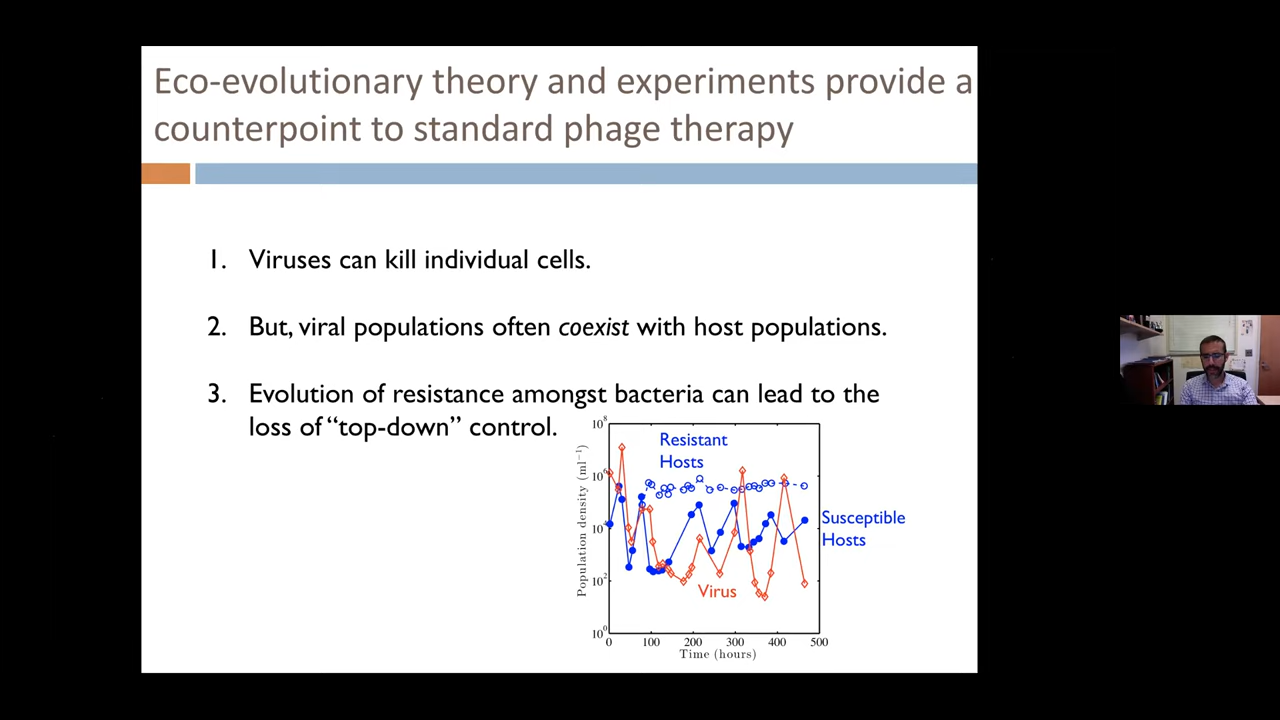 Eco-evolutionary theory and experiments provide a
counterpoint to standard phage therapy
1. Viruses can kill individual cells.
2. But, viral populations often coexist with host populations.
3. Evolution of resistance amongst bacteria can lead to the
loss of “top-down” control.
10^8
10^6
10^4
10^2
10^0
Population density (ml^-1)
Resistant
Hosts
Susceptible
Hosts
Virus
0 100 200 300 400 500
Time (hours)